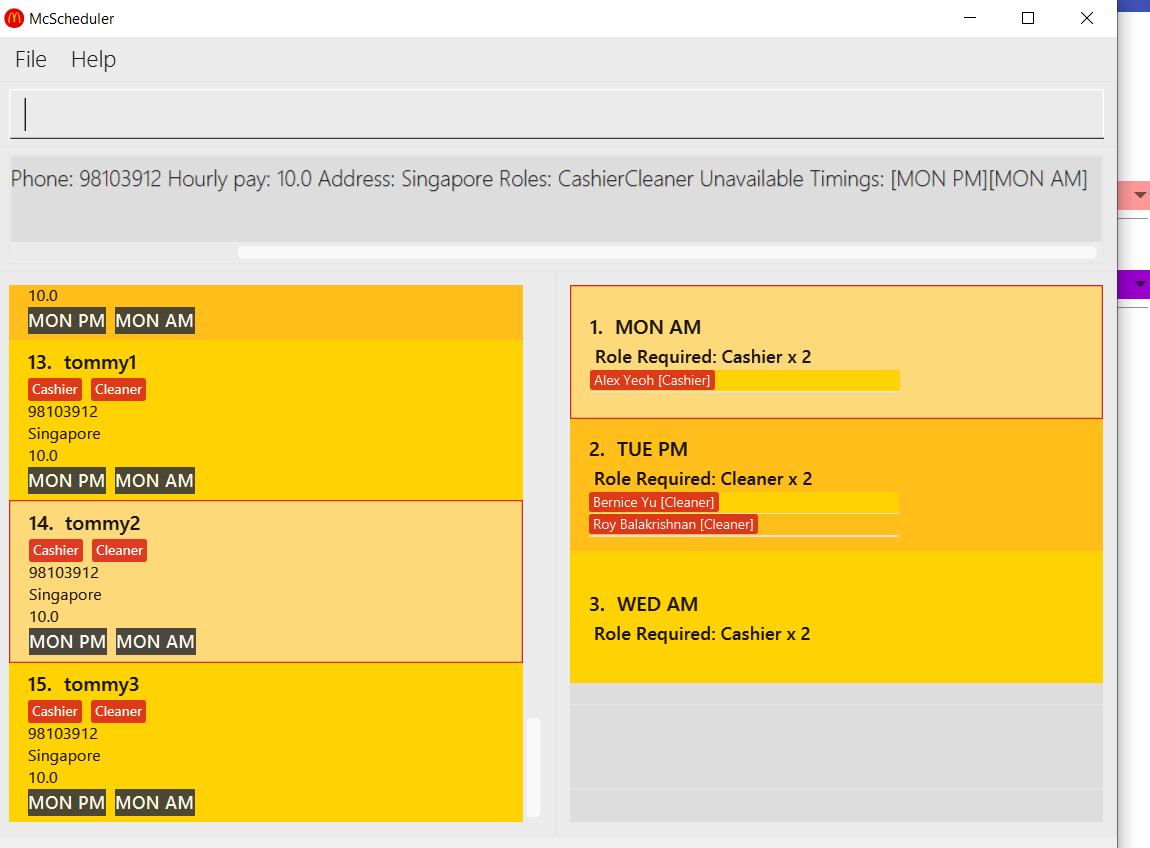 McScheduler
File Help
Phone: 98103912 Hourly pay: 10.0 Address: Singapore Roles: CashierCleaner Unavailable Timings: [MON PM][MON AM]
10.0
MON PM MON AM
13. tommy1
Cashier Cleaner
98103912
Singapore
10.0
MON PM MON AM
14. tommy2
Cashier Cleaner
98103912
Singapore
10.0
MON PM MON AM
15. tommy3
Cashier Cleaner
98103912
Singapore
10.0
MON PM MON AM
1. MON AM
Role Required: Cashier x 2
Alex Yeoh [Cashier]
2. TUE PM
Role Required: Cleaner x 2
Bernice Yu [Cleaner]
Roy Balakrishnan [Cleaner]
3. WED AM
Role Required: Cashier x 2